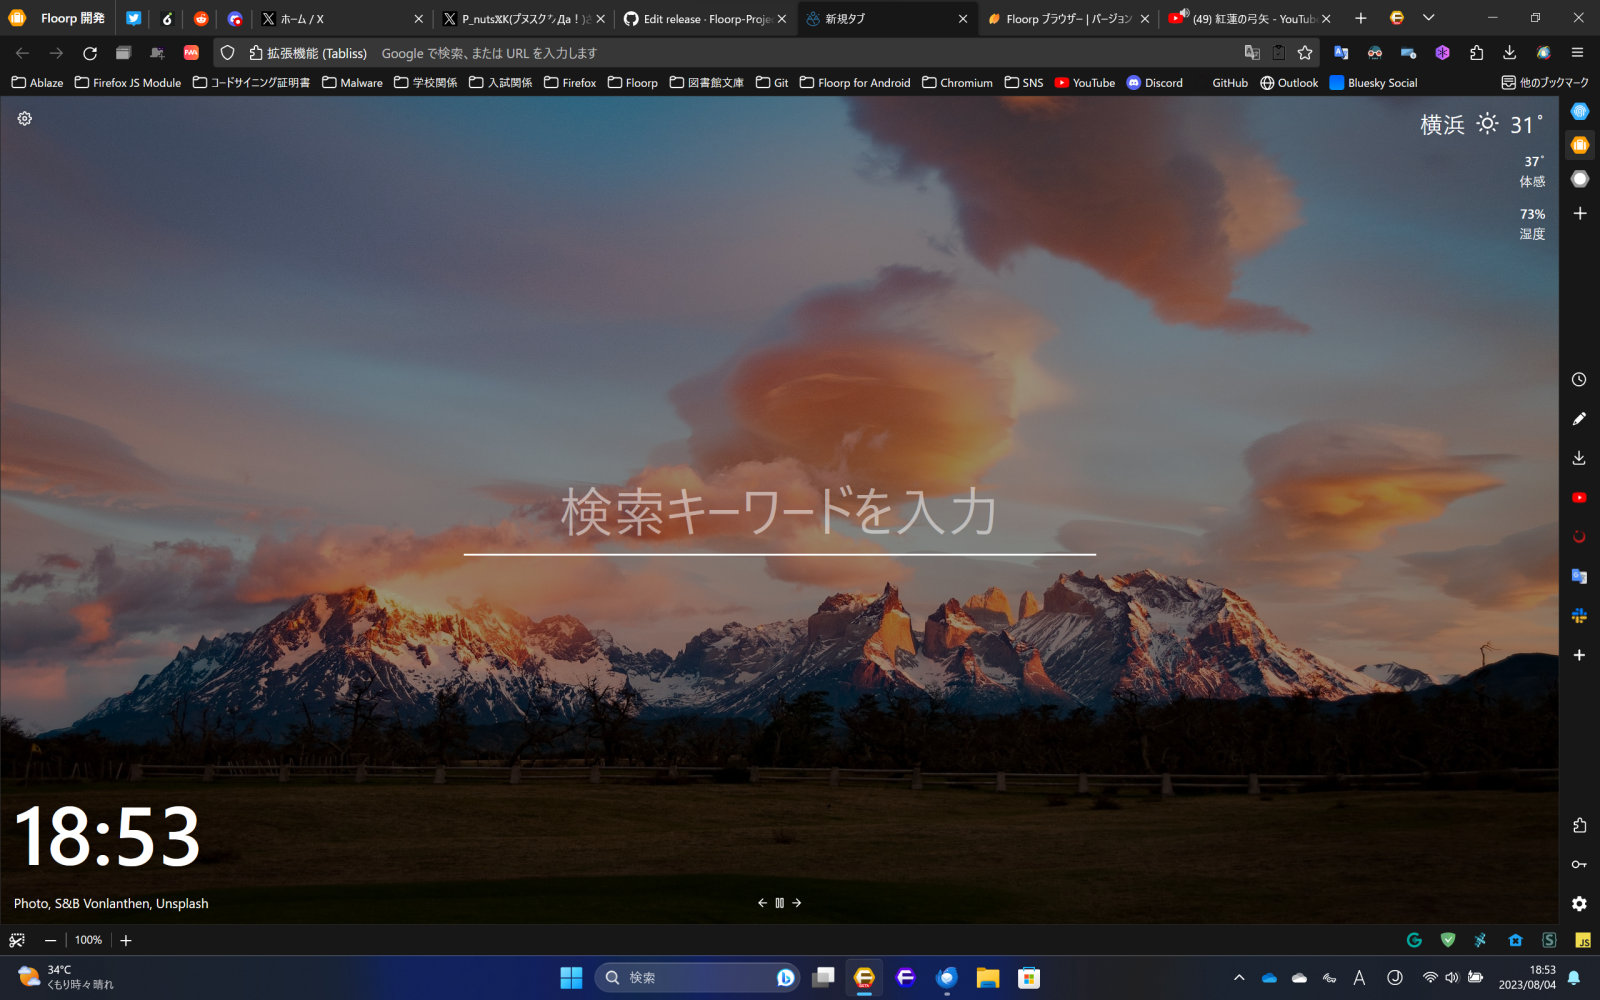 Floorp 開発
ホーム / X
Edit release · Floorp-Proje
新規タブ
Floorp ブラウザー | バージョン
(49) 紅蓮の弓矢 - YouTub
拡張機能 (Tabliss)
Google で検索、または URL を入力します
Ablaze
Firefox JS Module
コードサイニング証明書
Malware
学校関係
入試関係
Firefox
Floorp
図書館文庫
Git
Floorp for Android
Chromium
SNS
YouTube
Discord
GitHub
Outlook
Bluesky Social
他のブックマーク
横浜 31°
37°
体感
73%
湿度
検索キーワードを入力
18:53
Photo, S&B Vonlanthen, Unsplash
100%
34°C
くもり時々晴れ
検索
A
18:53
2023/08/04